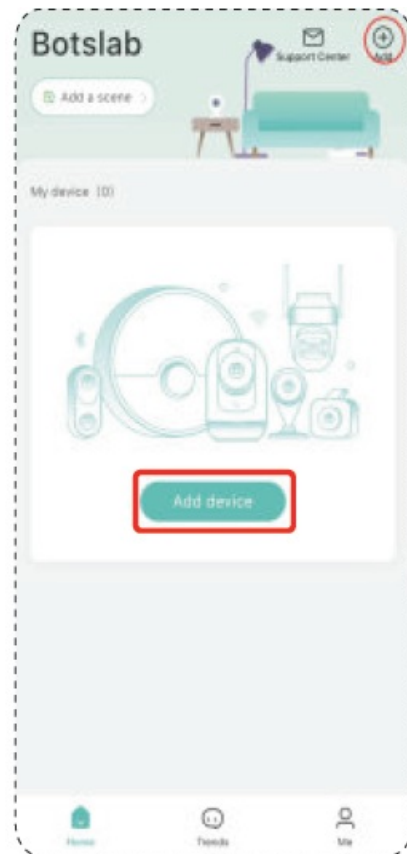 Botslab
Support Center
Add
Add a scene
My device (0)
Add device
Home
Trends
Me